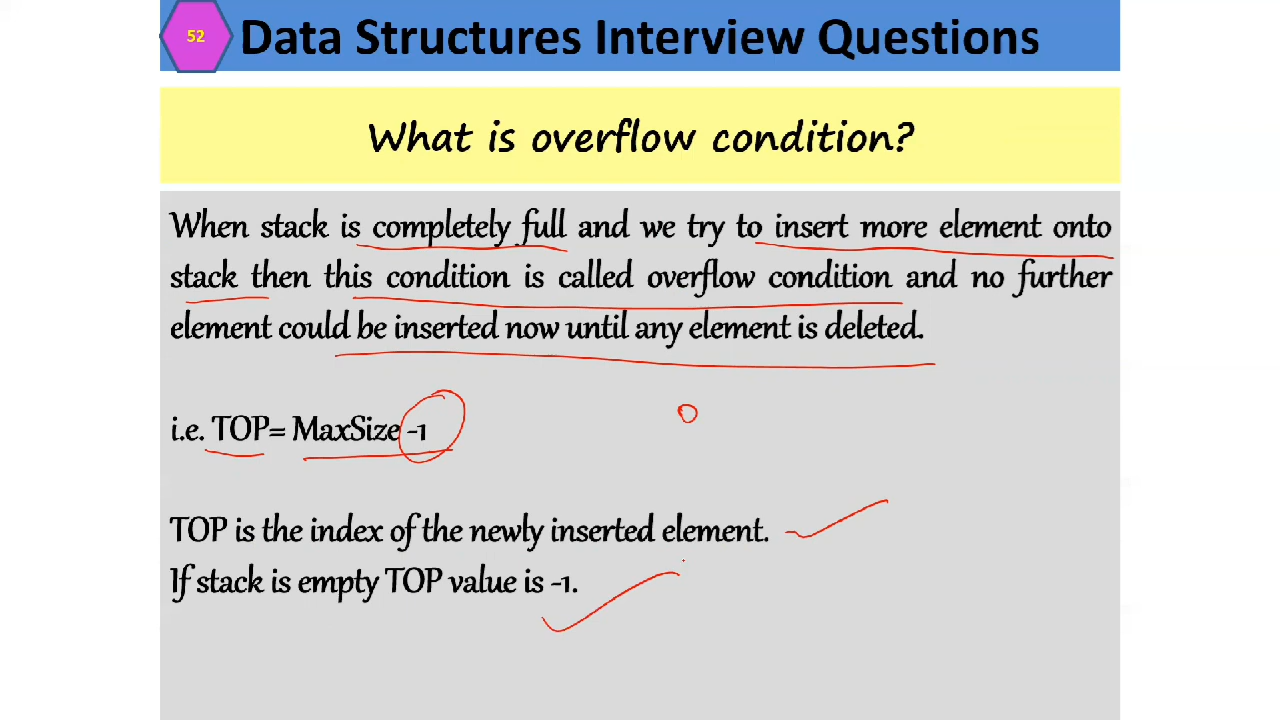 52
Data Structures Interview Questions
What is overflow condition?
When stack is completely full and we try to insert more element onto
stack then this condition is called overflow condition and no further
element could be inserted now until any element is deleted.
i.e. TOP= MaxSize -1
TOP is the index of the newly inserted element.
If stack is empty TOP value is -1.